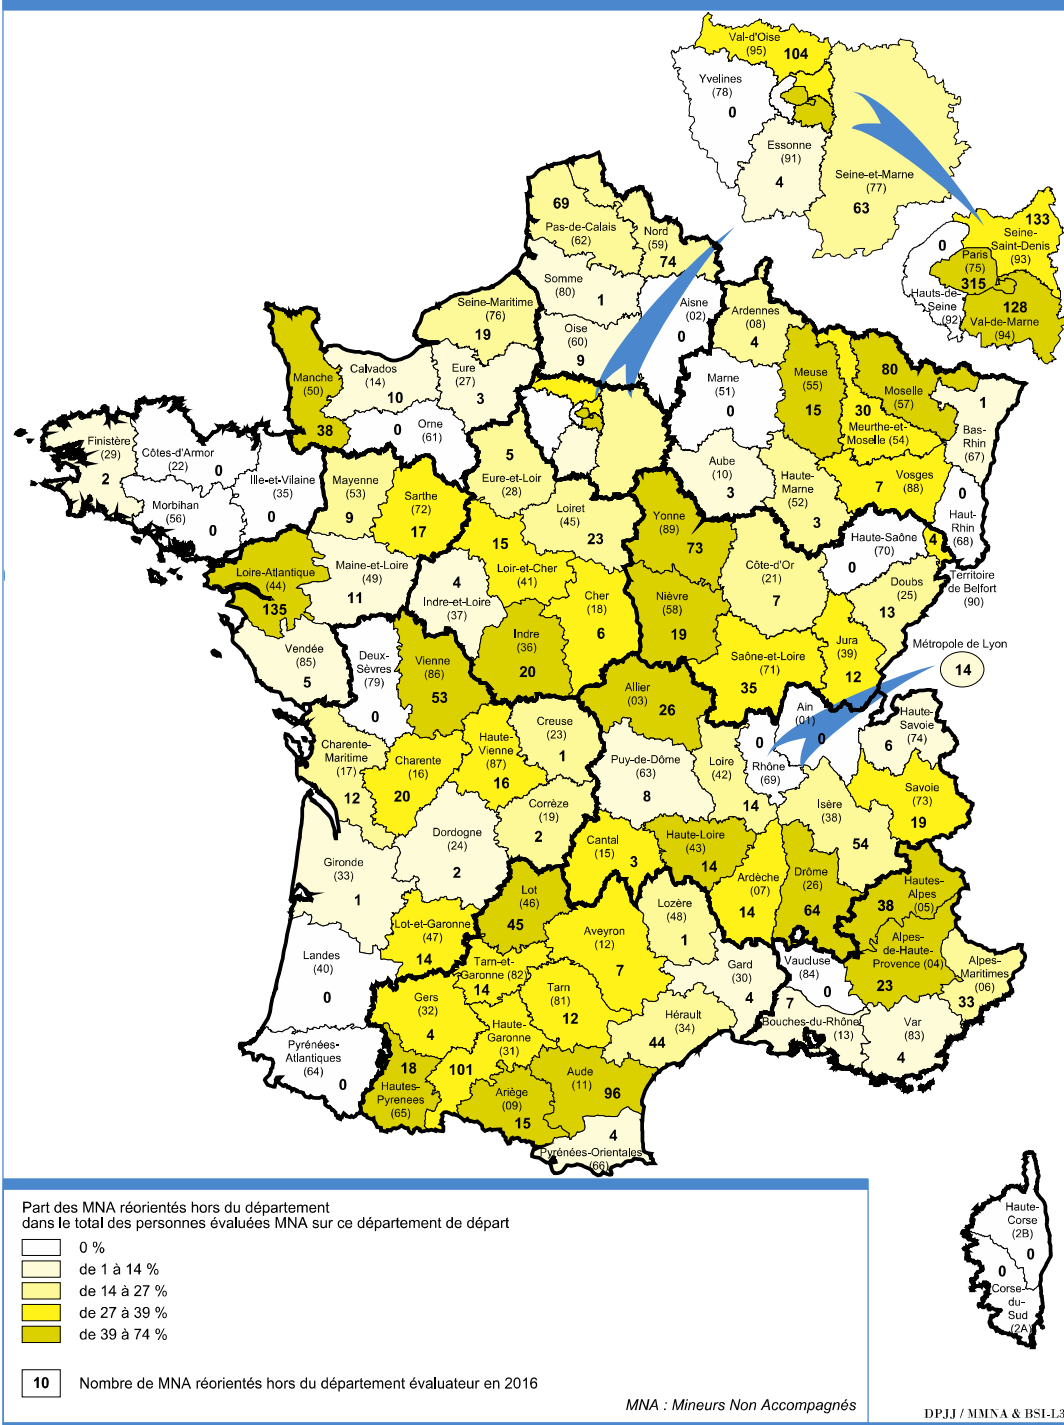 Val-d'Oise
(95)
104
Yvelines
(78)
0
Essonne
(91)
4
Seine-et-Marne
(77)
63
133
Seine-
Saint-Denis
(93)
0
Paris
(75)
315
Hauts-de-
Seine
(92)
128
Val-de-Marne
(94)
69
Pas-de-Calais
(62)
Nord
(59)
74
Somme
(80)
1
Aisne
(02)
0
Seine-Maritime
(76)
19
Oise
(60)
9
Ardennes
(08)
4
Manche
(50)
38
Calvados
(14)
10
Eure
(27)
3
Marne
(51)
0
Meuse
(55)
15
80
Moselle
(57)
30
Meurthe-et-
Moselle (54)
1
Bas-
Rhin
(67)
0
Orne
(61)
Finistère
(29)
2
Côtes-d'Armor
(22)
0
Ille-et-Vilaine
(35)
0
Morbihan
(56)
0
Mayenne
(53)
9
Sarthe
(72)
17
5
Eure-et-Loir
(28)
Loiret
(45)
23
Aube
(10)
3
Haute-
Marne
(52)
3
Vosges
(88)
7
0
Haut-
Rhin
(68)
Yonne
(89)
73
Haute-Saône
(70)
0
4
Territoire
de Belfort
(90)
Loire-Atlantique
(44)
135
Maine-et-Loire
(49)
11
4
Indre-et-Loire
(37)
15
Loir-et-Cher
(41)
Cher
(18)
6
Nièvre
(58)
19
Côte-d'Or
(21)
7
Doubs
(25)
13
Vendée
(85)
5
Deux-
Sèvres
(79)
0
Vienne
(86)
53
Indre
(36)
20
Saône-et-Loire
(71)
35
Jura
(39)
12
Métropole de Lyon
14
Allier
(03)
26
Ain
(01)
0
Haute-
Savoie
(74)
6
Charente-
Maritime
(17)
12
Charente
(16)
20
Haute-
Vienne
(87)
16
Creuse
(23)
1
Puy-de-Dôme
(63)
8
Loire
(42)
14
0
Rhône
(69)
Savoie
(73)
19
Isère
(38)
54
Corrèze
(19)
2
Dordogne
(24)
2
Gironde
(33)
1
Cantal
(15)
3
Haute-Loire
(43)
14
Ardèche
(07)
14
Drôme
(26)
64
Hautes-
Alpes
(05)
38
Lot
(46)
45
Lot-et-Garonne
(47)
14
Aveyron
(12)
7
Lozère
(48)
1
Landes
(40)
0
Tarn-et-
Garonne (82)
14
Tarn
(81)
12
Gard
(30)
4
Vaucluse
(84)
0
Alpes-
de-Haute-
Provence (04)
23
Alpes-
Maritimes
(06)
33
Gers
(32)
4
Haute-
Garonne
(31)
101
Hérault
(34)
44
7
Bouches-du-Rhône
(13)
Var
(83)
4
Pyrénées-
Atlantiques
(64)
0
18
Hautes-
Pyrenees
(65)
Ariège
(09)
15
Aude
(11)
96
4
Pyrénées-Orientales
(66)
Haute-
Corse
(2B)
0
0
Corse-
du-
Sud
(2A)
Part des MNA réorientés hors du département
dans le total des personnes évaluées MNA sur ce département de départ
0 %
de 1 à 14 %
de 14 à 27 %
de 27 à 39 %
de 39 à 74 %
10 Nombre de MNA réorientés hors du département évaluateur en 2016
MNA : Mineurs Non Accompagnés
DPJJ / MMNA & BSI-L3